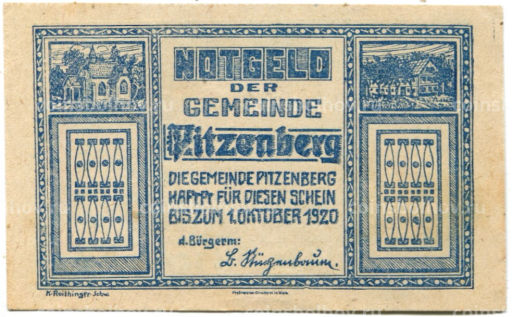 NOTGELD
DER
GEMEINDE
Pitzenberg
DIE GEMEINDE PITZENBERG
HAFTET FÜR DIESEN SCHEIN
BIS ZUM 1. OKTOBER 1920
d. Bürgerm: